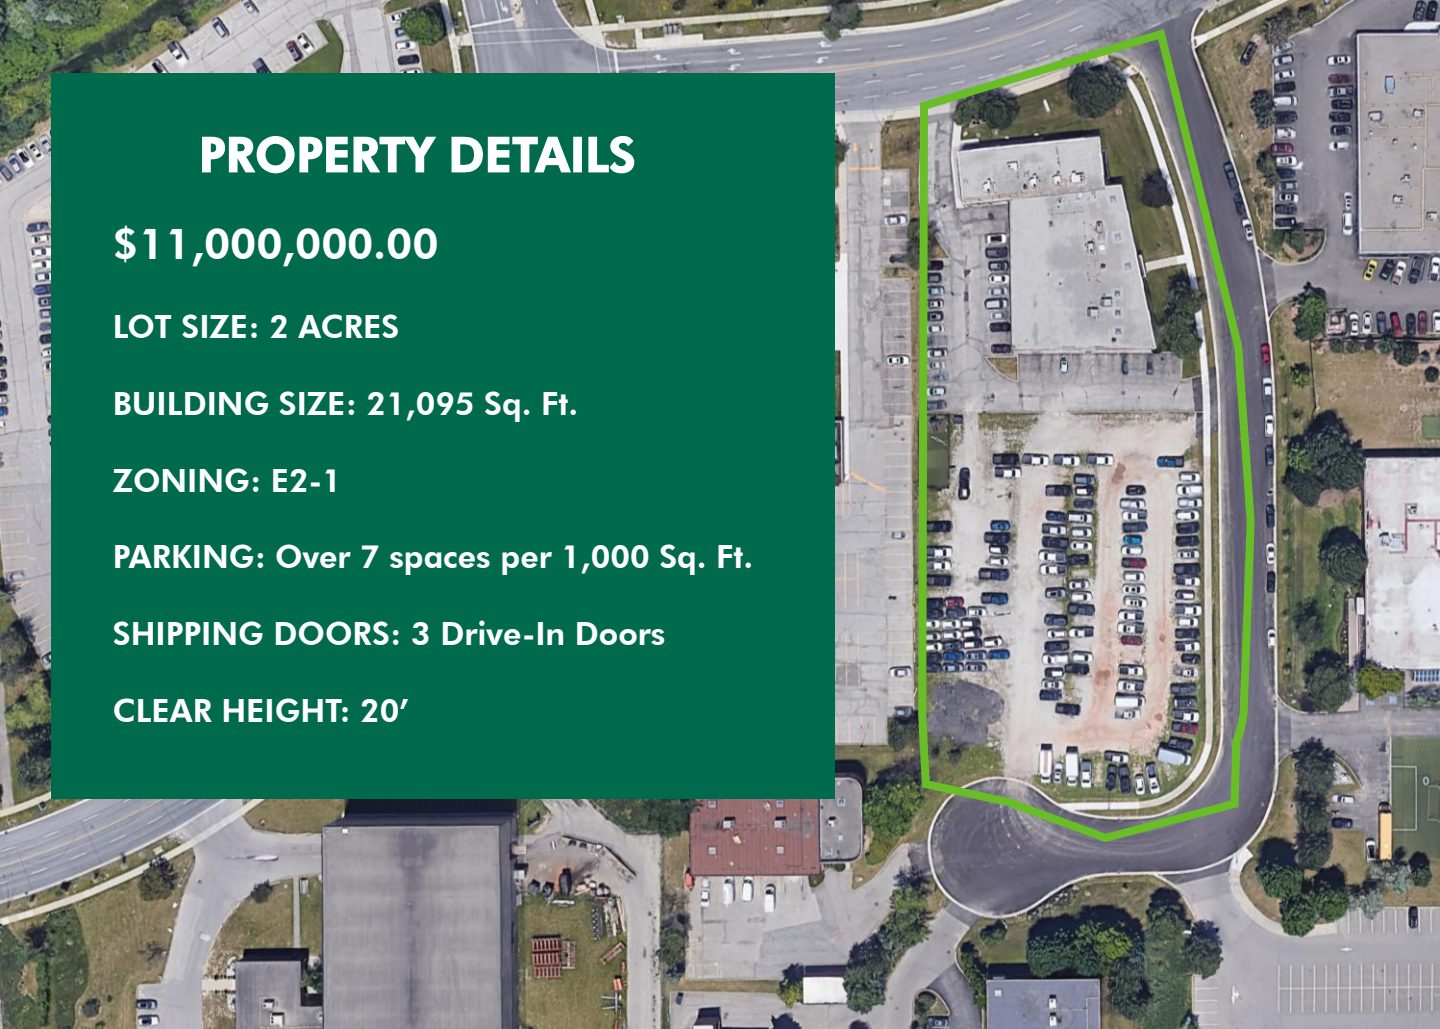 PROPERTY DETAILS
$11,000,000.00
LOT SIZE: 2 ACRES
BUILDING SIZE: 21,095 Sq. Ft.
ZONING: E2-1
PARKING: Over 7 spaces per 1,000 Sq. Ft.
SHIPPING DOORS: 3 Drive-In Doors
CLEAR HEIGHT: 20’